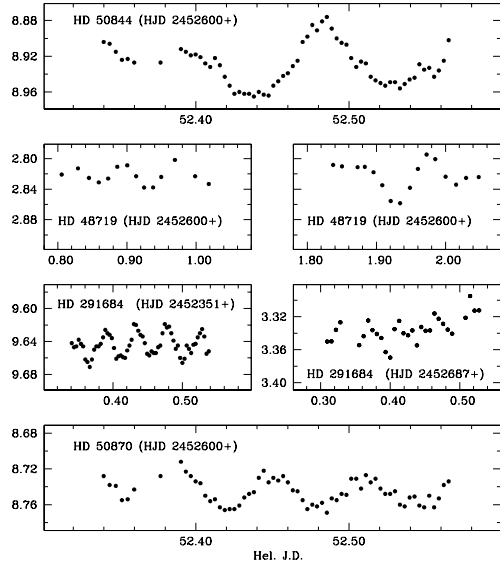 HD 50844 (HJD 2452600+)
8.88
8.92
8.96
52.40 52.50
2.80
2.84
2.88
HD 48719 (HJD 2452600+)
0.80 0.90 1.00
HD 48719 (HJD 2452600+)
1.80 1.90 2.00
9.60
9.64
9.68
HD 291684 (HJD 2452351+)
0.40 0.50
3.32
3.36
3.40
HD 291684 (HJD 2452687+)
0.30 0.40 0.50
8.68
8.72
8.76
HD 50870 (HJD 2452600+)
52.40 52.50
Hel. J.D.